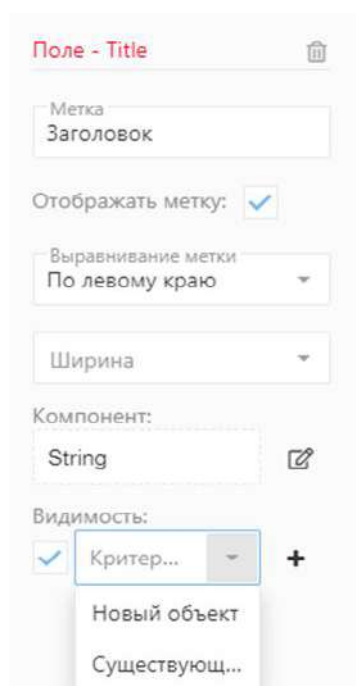 Поле - Title
Метка
Заголовок
Отображать метку:
Выравнивание метки
По левому краю
Ширина
Компонент:
String
Видимость:
Критер...
Новый объект
Существующ...